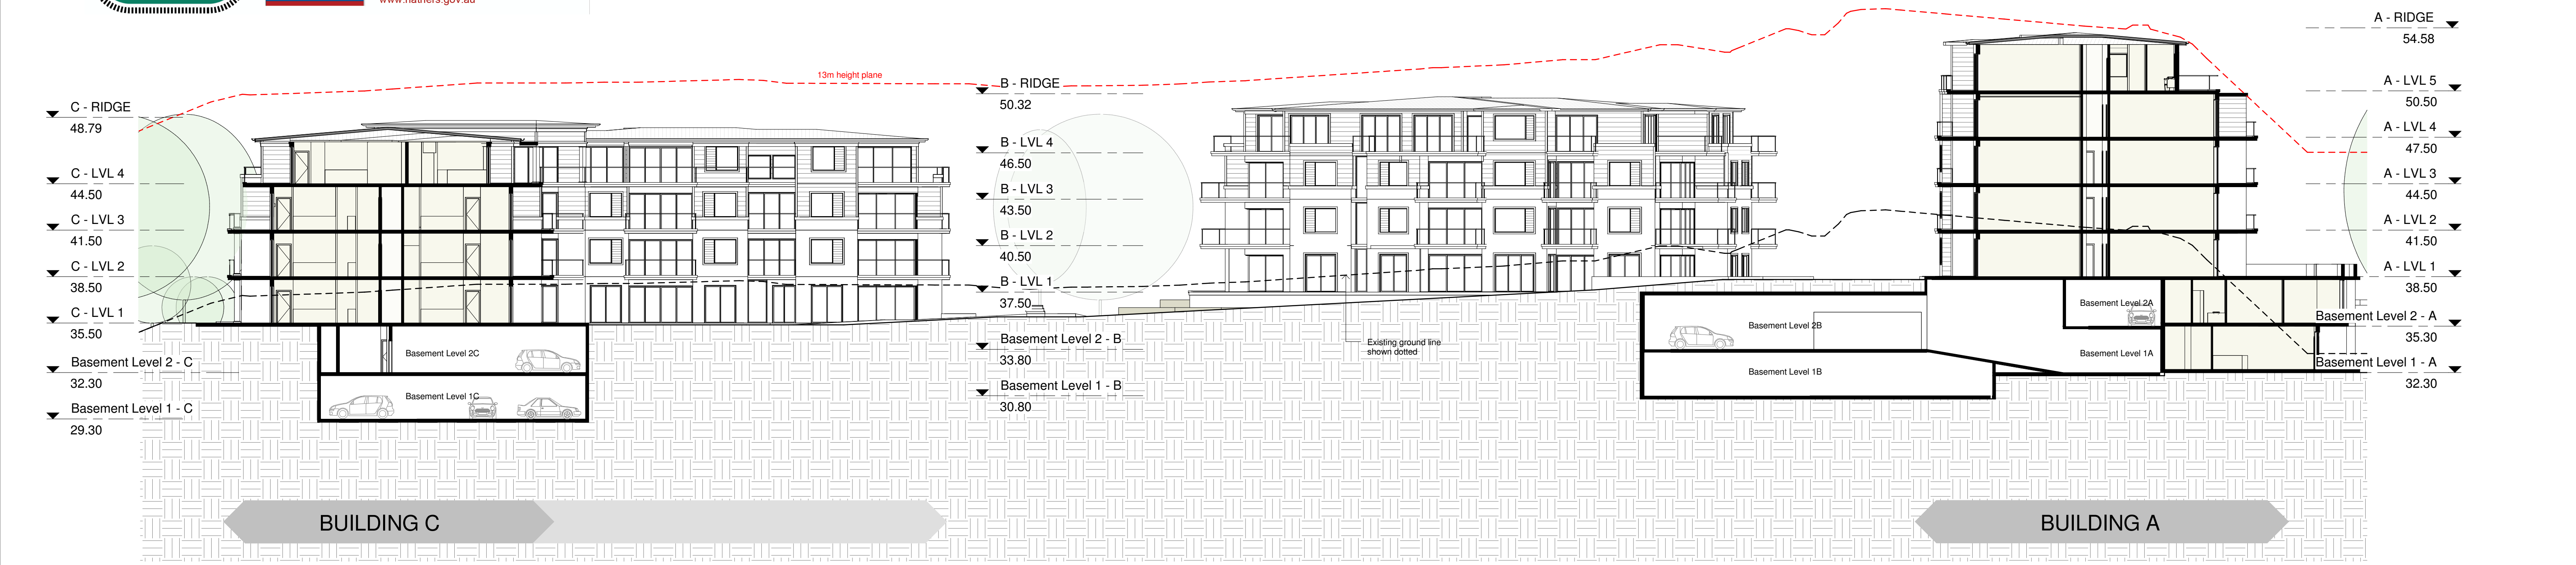 www.nathers.gov.au
13m height plane
C - RIDGE
48.79
C - LVL 4
44.50
C - LVL 3
41.50
C - LVL 2
38.50
C - LVL 1
35.50
Basement Level 2 - C
32.30
Basement Level 1 - C
29.30
Basement Level 2C
Basement Level 1C
B - RIDGE
50.32
B - LVL 4
46.50
B - LVL 3
43.50
B - LVL 2
40.50
B - LVL 1
37.50
Basement Level 2 - B
33.80
Basement Level 1 - B
30.80
Existing ground line
shown dotted
Basement Level 2B
Basement Level 1B
Basement Level 2A
Basement Level 1A
A - RIDGE
54.58
A - LVL 5
50.50
A - LVL 4
47.50
A - LVL 3
44.50
A - LVL 2
41.50
A - LVL 1
38.50
Basement Level 2 - A
35.30
Basement Level 1 - A
32.30
BUILDING C
BUILDING A